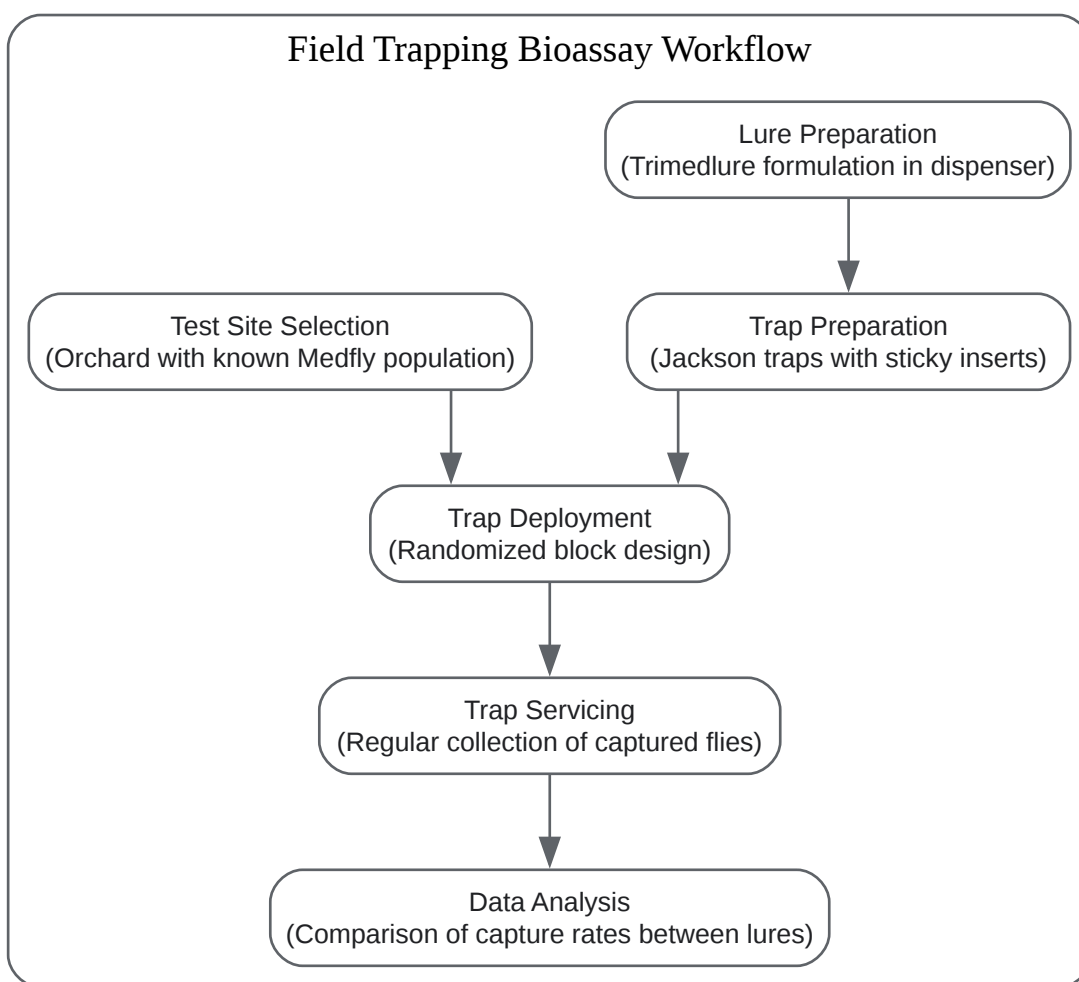 Field Trapping Bioassay Workflow
Lure Preparation
(Trimedlure formulation in dispenser)
Test Site Selection
(Orchard with known Medfly population)
Trap Preparation
(Jackson traps with sticky inserts)
Trap Deployment
(Randomized block design)
Trap Servicing
(Regular collection of captured flies)
Data Analysis
(Comparison of capture rates between lures)